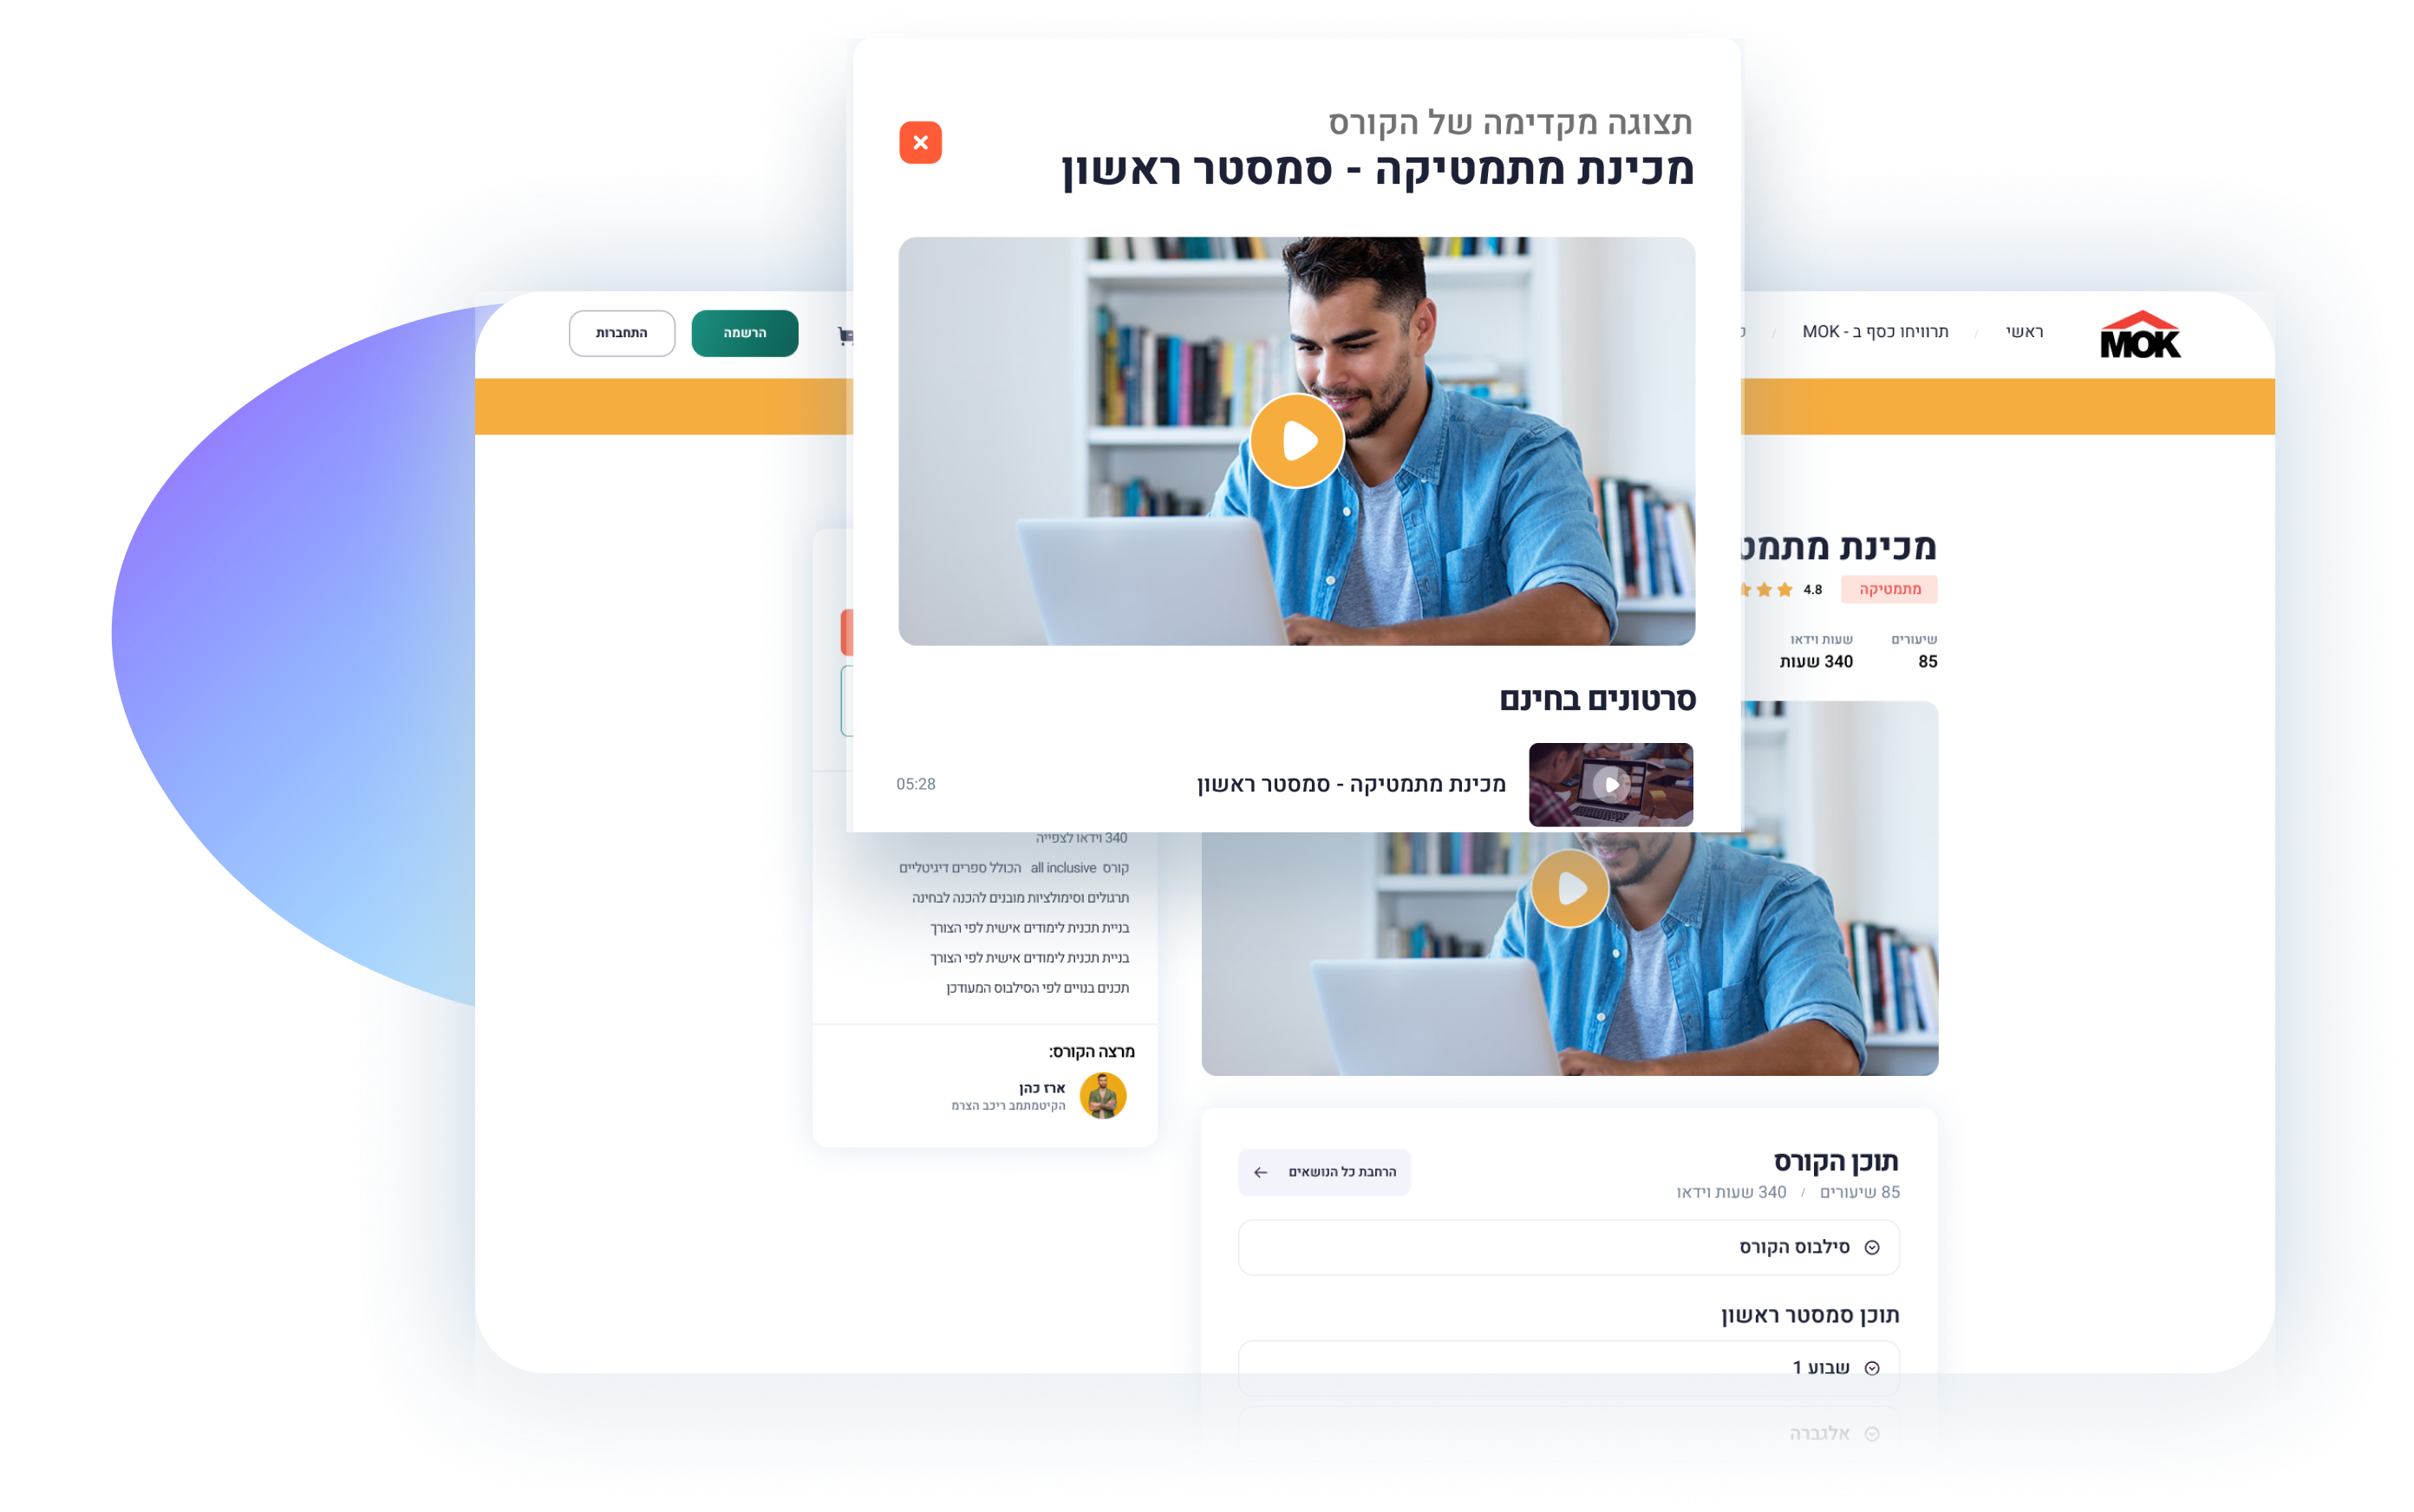 תצוגה מקדימה של הקורס
מכינת מתמטיקה - סמסטר ראשון
סרטונים בחינם
מכינת מתמטיקה - סמסטר ראשון
05:28
MOK
ראשי / תרוויחו כסף ב - MOK /
הרשמה
התחברות
מכינת
מתמטיקה
4.8
שיעורים
85
שעות וידאו
340 שעות
340 וידאו לצפייה
קורס all inclusive הכולל ספרים דיגיטליים
תרגולים וסימולציות מובנים להכנה לבחינה
בניית תכנית לימודים אישית לפי הצורך
בניית תכנית לימודים אישית לפי הצורך
תכנים בנויים לפי הסילבוס המעודכן
מרצה הקורס:
ארז כהן
הקיטמתמב ריכב הצרמ
תוכן הקורס
85 שיעורים / 340 שעות וידאו
הרחבת כל הנושאים
סילבוס הקורס
תוכן סמסטר ראשון
שבוע 1
אלגברה